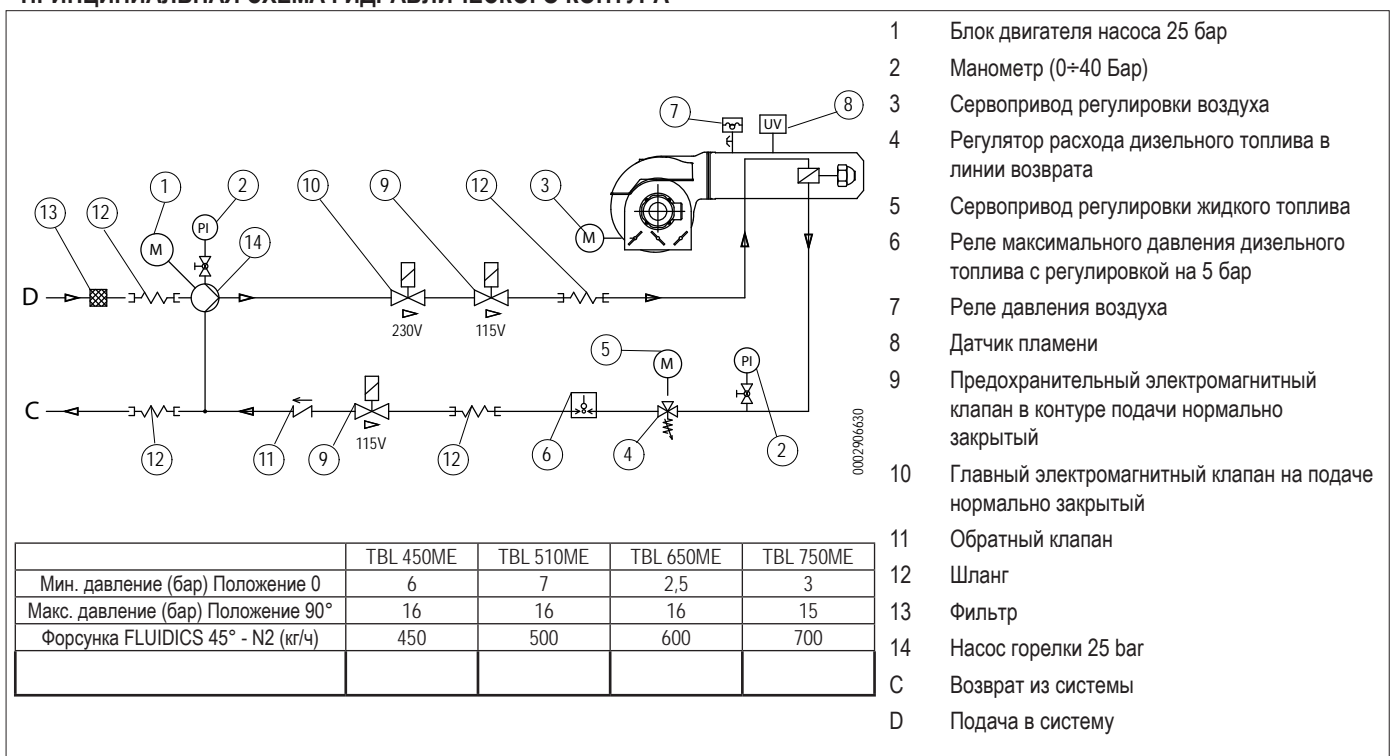 1 Блок двигателя насоса 25 бар
2 Манометр (0÷40 Бар)
3 Сервопривод регулировки воздуха
4 Регулятор расхода дизельного топлива в
линии возврата
5 Сервопривод регулировки жидкого топлива
6 Реле максимального давления дизельного
топлива с регулировкой на 5 бар
7 Реле давления воздуха
8 Датчик пламени
9 Предохранительный электромагнитный
клапан в контуре подачи нормально
закрытый
10 Главный электромагнитный клапан на подаче
нормально закрытый
11 Обратный клапан
12 Шланг
13 Фильтр
14 Насос горелки 25 bar
C Возврат из системы
D Подача в систему
7 UV 8
1 2 10 9 12 3
13 12 M PI 14 M
D
230V 115V
5 M PI
C
115V
12 11 9 12 6 4 2
0002906630
TBL 450ME TBL 510ME TBL 650ME TBL 750ME
Мин. давление (бар) Положение 0 6 7 2,5 3
Макс. давление (бар) Положение 90° 16 16 16 15
Форсунка FLUIDICS 45° - N2 (кг/ч) 450 500 600 700